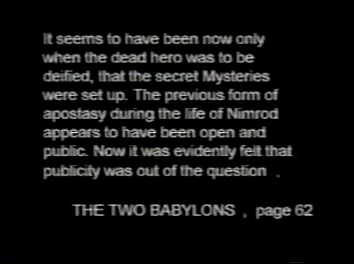 It seems to have been now only
when the dead hero was to be
deified, that the secret Mysteries
were set up. The previous form of
apostasy during the life of Nimrod
appears to have been open and
public. Now it was evidently felt that
publicity was out of the question .
THE TWO BABYLONS , page 62